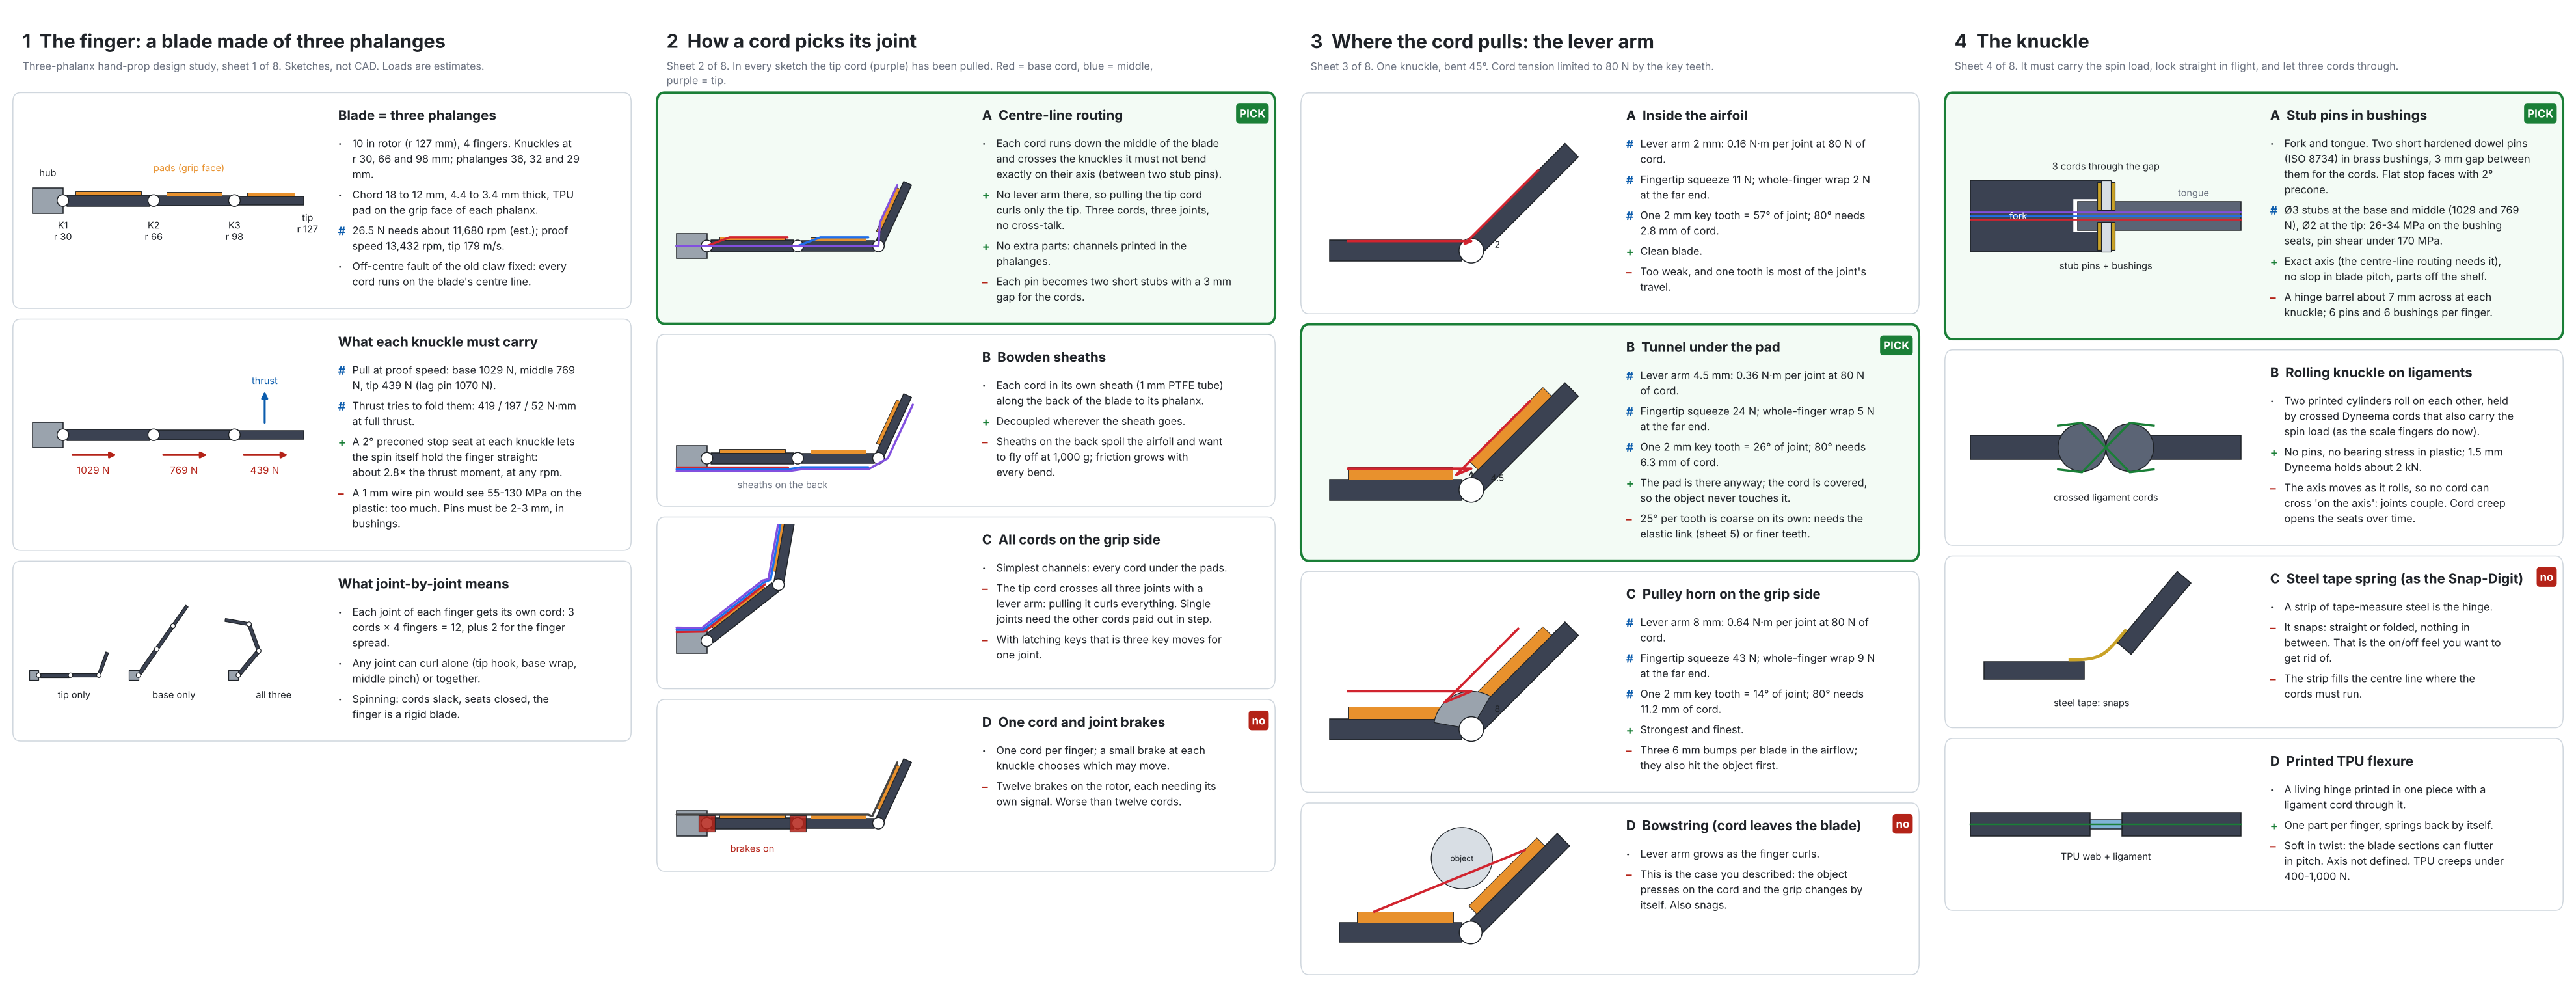 1 The finger: a blade made of three phalanges
Three-phalanx hand-prop design study, sheet 1 of 8. Sketches, not CAD. Loads are estimates.
hub
pads (grip face)
K1
r 30
K2
r 66
K3
r 98
tip
r 127
Blade = three phalanges
· 10 in rotor (r 127 mm), 4 fingers. Knuckles at
r 30, 66 and 98 mm; phalanges 36, 32 and 29
mm.
· Chord 18 to 12 mm, 4.4 to 3.4 mm thick, TPU
pad on the grip face of each phalanx.
# 26.5 N needs about 11,680 rpm (est.); proof
speed 13,432 rpm, tip 179 m/s.
· Off-centre fault of the old claw fixed: every
cord runs on the blade's centre line.
thrust
1029 N
769 N
439 N
What each knuckle must carry
# Pull at proof speed: base 1029 N, middle 769
N, tip 439 N (lag pin 1070 N).
# Thrust tries to fold them: 419 / 197 / 52 N·mm
at full thrust.
+ A 2° preconed stop seat at each knuckle lets
the spin itself hold the finger straight:
about 2.8× the thrust moment, at any rpm.
− A 1 mm wire pin would see 55-130 MPa on the
plastic: too much. Pins must be 2-3 mm, in
bushings.
tip only
base only
all three
What joint-by-joint means
· Each joint of each finger gets its own cord: 3
cords × 4 fingers = 12, plus 2 for the finger
spread.
· Any joint can curl alone (tip hook, base wrap,
middle pinch) or together.
· Spinning: cords slack, seats closed, the
finger is a rigid blade.
2 How a cord picks its joint
Sheet 2 of 8. In every sketch the tip cord (purple) has been pulled. Red = base cord, blue = middle,
purple = tip.
A Centre-line routing
PICK
· Each cord runs down the middle of the blade
and crosses the knuckles it must not bend
exactly on their axis (between two stub pins).
+ No lever arm there, so pulling the tip cord
curls only the tip. Three cords, three joints,
no cross-talk.
+ No extra parts: channels printed in the
phalanges.
− Each pin becomes two short stubs with a 3 mm
gap for the cords.
sheaths on the back
B Bowden sheaths
· Each cord in its own sheath (1 mm PTFE tube)
along the back of the blade to its phalanx.
+ Decoupled wherever the sheath goes.
− Sheaths on the back spoil the airfoil and want
to fly off at 1,000 g; friction grows with
every bend.
C All cords on the grip side
· Simplest channels: every cord under the pads.
− The tip cord crosses all three joints with a
lever arm: pulling it curls everything. Single
joints need the other cords paid out in step.
− With latching keys that is three key moves for
one joint.
brakes on
D One cord and joint brakes
no
· One cord per finger; a small brake at each
knuckle chooses which may move.
− Twelve brakes on the rotor, each needing its
own signal. Worse than twelve cords.
3 Where the cord pulls: the lever arm
Sheet 3 of 8. One knuckle, bent 45°. Cord tension limited to 80 N by the key teeth.
2
A Inside the airfoil
# Lever arm 2 mm: 0.16 N·m per joint at 80 N of
cord.
# Fingertip squeeze 11 N; whole-finger wrap 2 N
at the far end.
# One 2 mm key tooth = 57° of joint; 80° needs
2.8 mm of cord.
+ Clean blade.
− Too weak, and one tooth is most of the joint's
travel.
B Tunnel under the pad
PICK
# Lever arm 4.5 mm: 0.36 N·m per joint at 80 N
of cord.
# Fingertip squeeze 24 N; whole-finger wrap 5 N
at the far end.
# One 2 mm key tooth = 26° of joint; 80° needs
6.3 mm of cord.
+ The pad is there anyway; the cord is covered,
so the object never touches it.
− 25° per tooth is coarse on its own: needs the
elastic link (sheet 5) or finer teeth.
C Pulley horn on the grip side
# Lever arm 8 mm: 0.64 N·m per joint at 80 N of
cord.
# Fingertip squeeze 43 N; whole-finger wrap 9 N
at the far end.
# One 2 mm key tooth = 14° of joint; 80° needs
11.2 mm of cord.
+ Strongest and finest.
− Three 6 mm bumps per blade in the airflow;
they also hit the object first.
object
D Bowstring (cord leaves the blade)
no
· Lever arm grows as the finger curls.
− This is the case you described: the object
presses on the cord and the grip changes by
itself. Also snags.
4 The knuckle
Sheet 4 of 8. It must carry the spin load, lock straight in flight, and let three cords through.
3 cords through the gap
tongue
fork
stub pins + bushings
A Stub pins in bushings
PICK
· Fork and tongue. Two short hardened dowel pins
(ISO 8734) in brass bushings, 3 mm gap between
them for the cords. Flat stop faces with 2°
precone.
# Ø3 stubs at the base and middle (1029 and 769
N), Ø2 at the tip: 26-34 MPa on the bushing
seats, pin shear under 170 MPa.
+ Exact axis (the centre-line routing needs it),
no slop in blade pitch, parts off the shelf.
− A hinge barrel about 7 mm across at each
knuckle; 6 pins and 6 bushings per finger.
crossed ligament cords
B Rolling knuckle on ligaments
· Two printed cylinders roll on each other, held
by crossed Dyneema cords that also carry the
spin load (as the scale fingers do now).
+ No pins, no bearing stress in plastic; 1.5 mm
Dyneema holds about 2 kN.
− The axis moves as it rolls, so no cord can
cross 'on the axis': joints couple. Cord creep
opens the seats over time.
steel tape: snaps
C Steel tape spring (as the Snap-Digit)
no
· A strip of tape-measure steel is the hinge.
− It snaps: straight or folded, nothing in
between. That is the on/off feel you want to
get rid of.
− The strip fills the centre line where the
cords must run.
TPU web + ligament
D Printed TPU flexure
· A living hinge printed in one piece with a
ligament cord through it.
+ One part per finger, springs back by itself.
− Soft in twist: the blade sections can flutter
in pitch. Axis not defined. TPU creeps under
400-1,000 N.